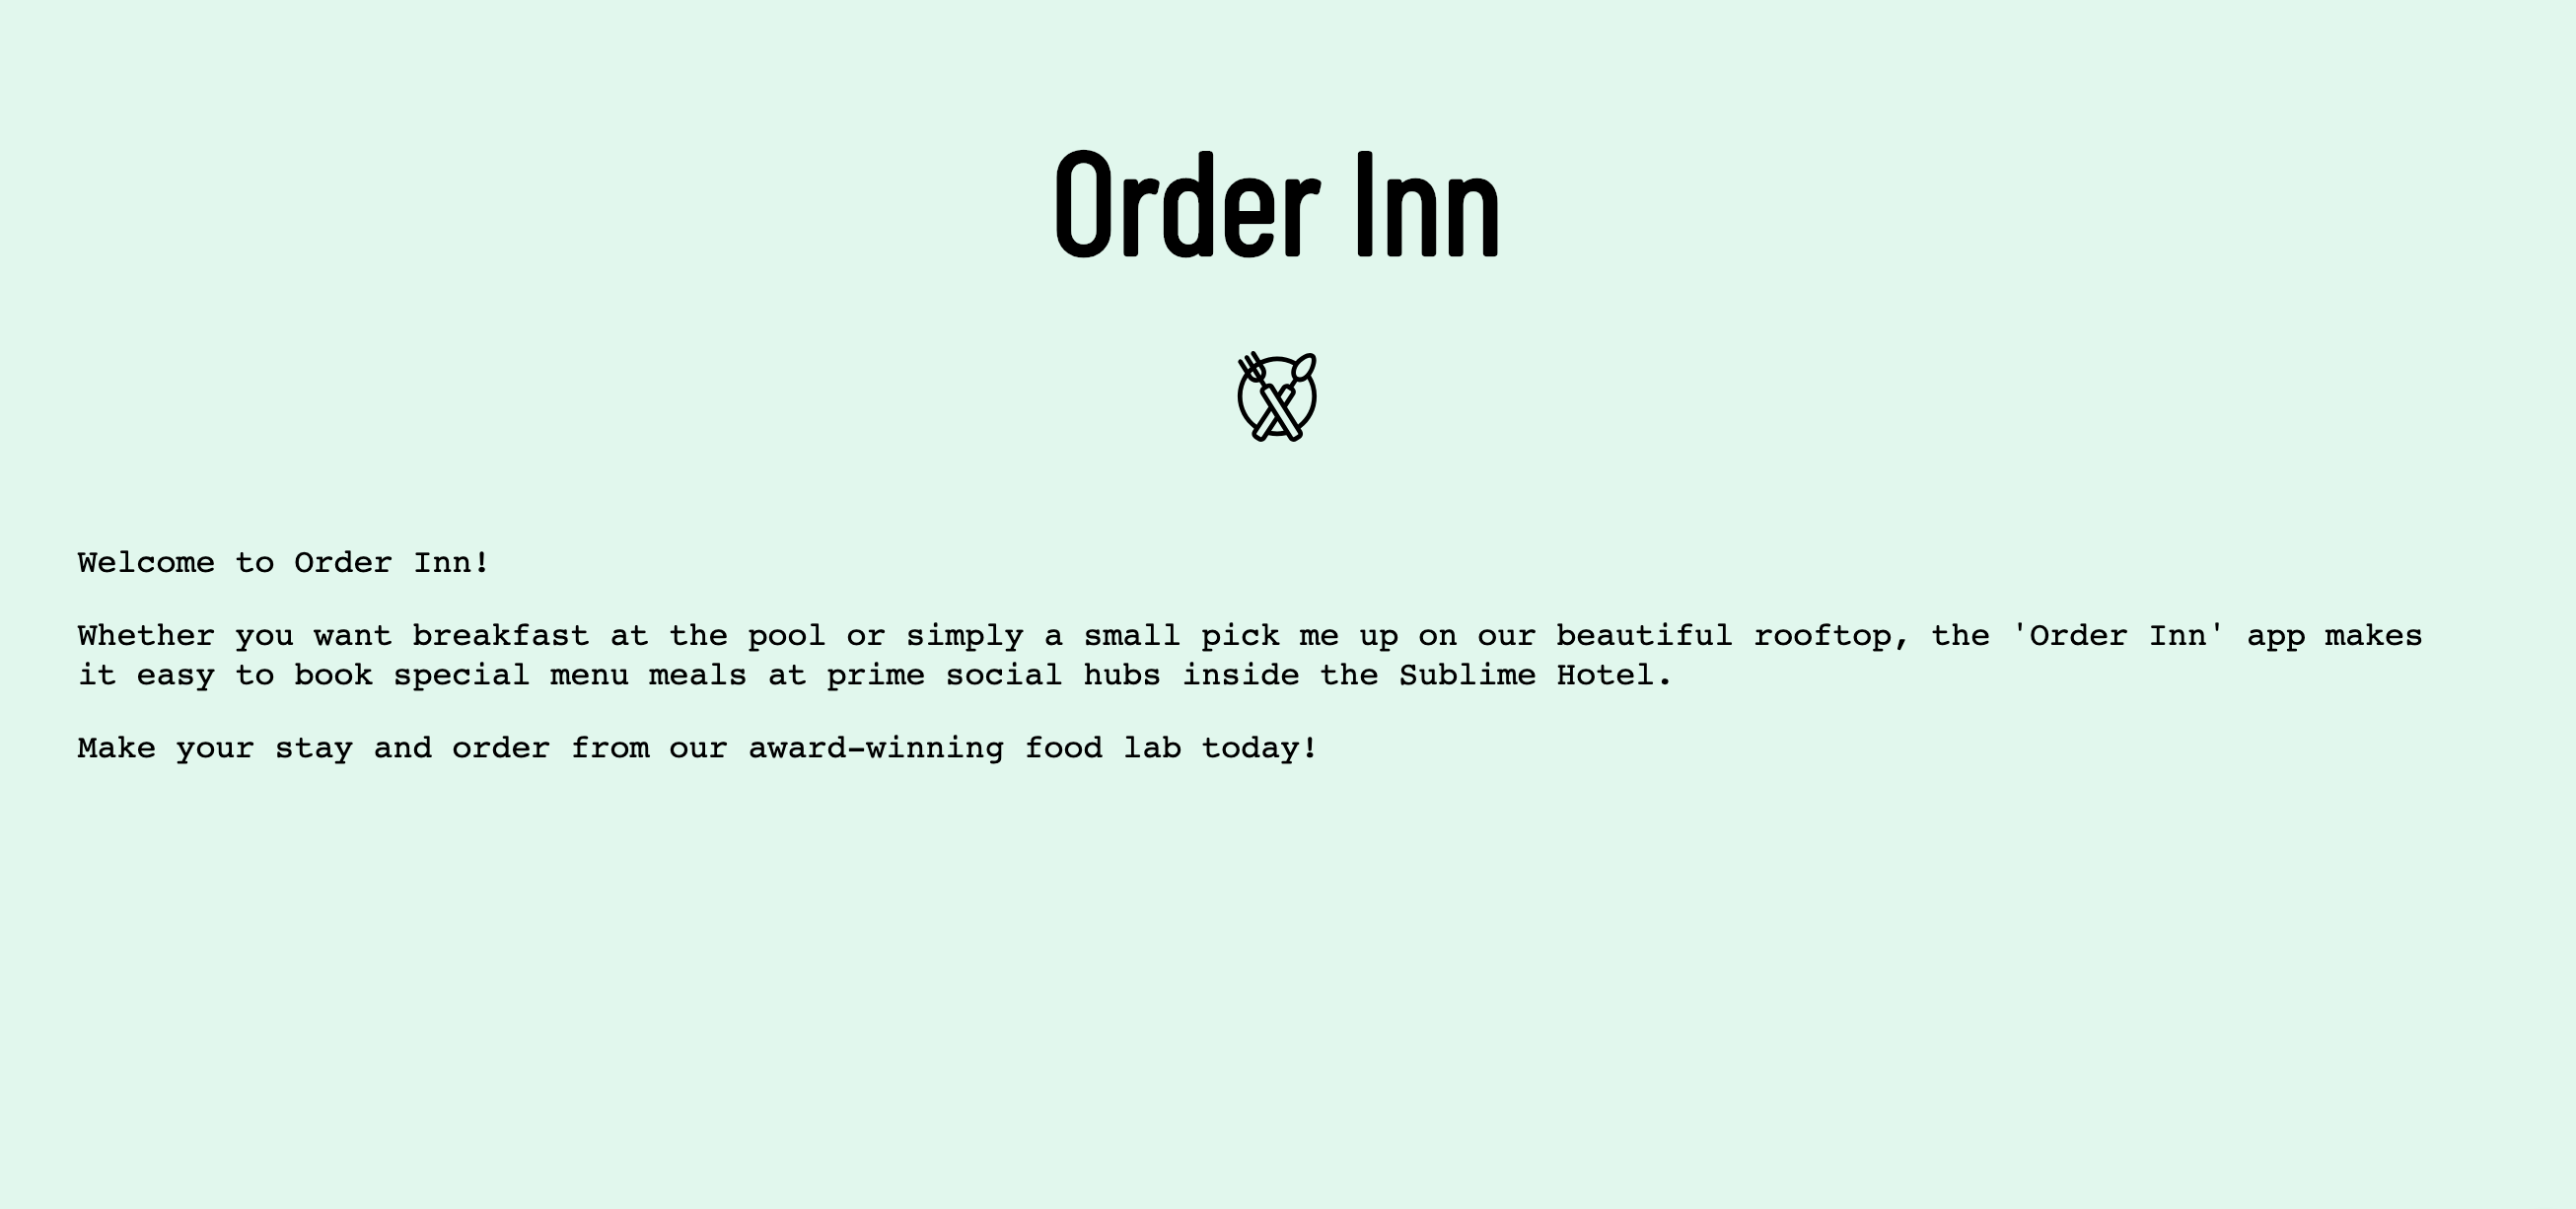 Order Inn
Welcome to Order Inn!
Whether you want breakfast at the pool or simply a small pick me up on our beautiful rooftop, the 'Order Inn' app makes
it easy to book special menu meals at prime social hubs inside the Sublime Hotel.
Make your stay and order from our award-winning food lab today!